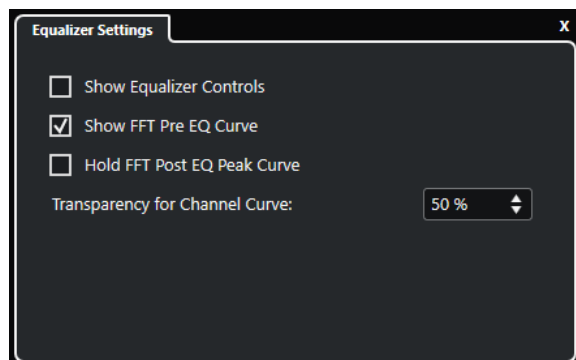 Equalizer Settings
X
Show Equalizer Controls
Show FFT Pre EQ Curve
Hold FFT Post EQ Peak Curve
Transparency for Channel Curve: 50 %